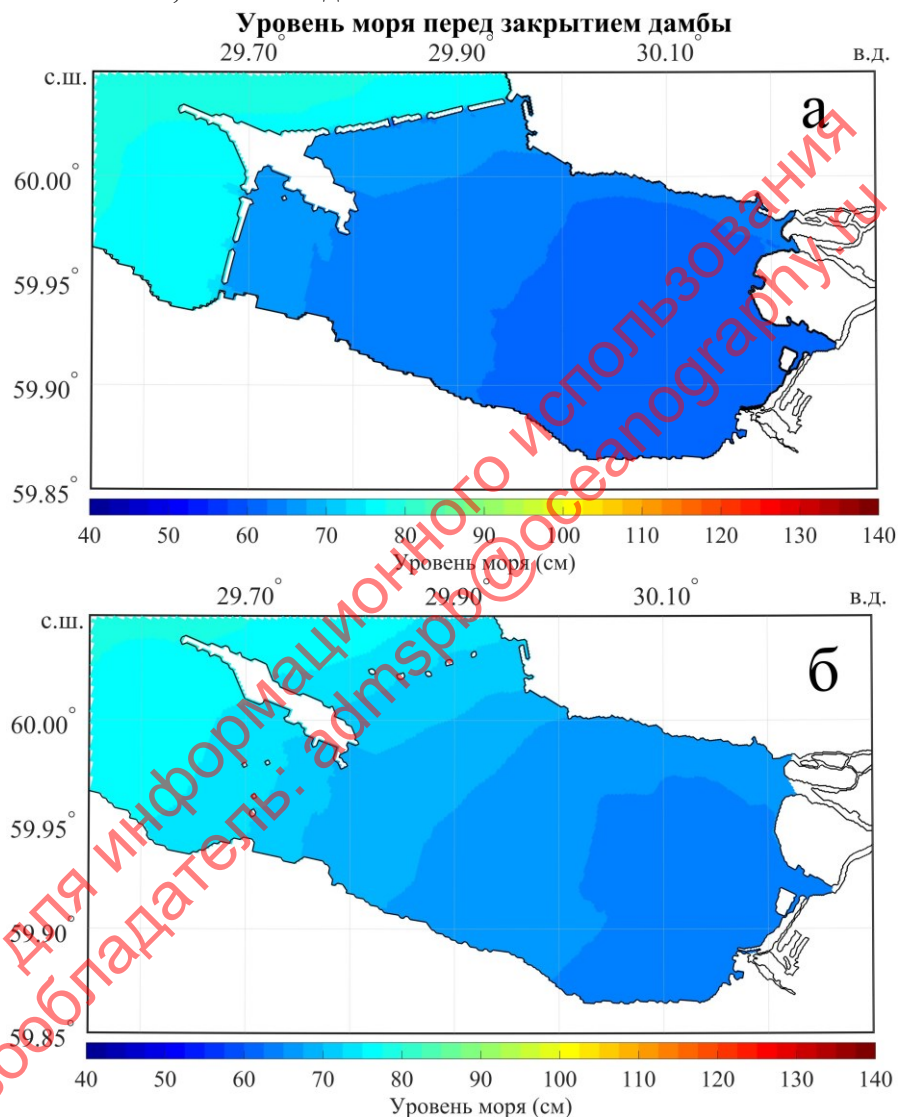 Уровень моря перед закрытием дамбы
29.70° 29.90° 30.10° в.д.
с.ш.
а
60.00°
59.95°
59.90°
59.85°
40 50 60 70 80 90 100 110 120 130 140
Уровень моря (см)
29.70° 29.90° 30.10° в.д.
с.ш.
б
60.00°
59.95°
59.90°
59.85°
40 50 60 70 80 90 100 110 120 130 140
Уровень моря (см)
для информационного использования
ообладатель: admspb@oceanography.ru